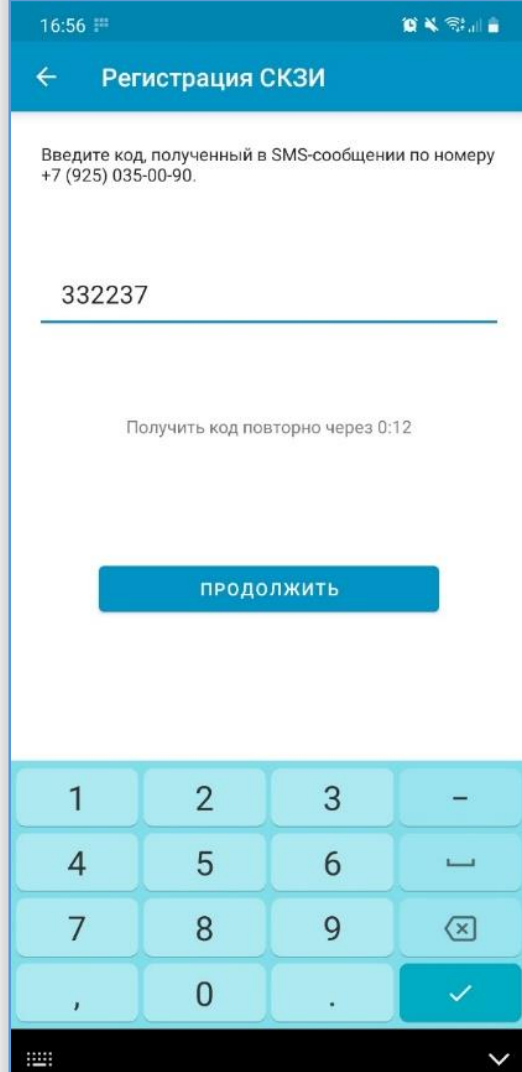 16:56
Регистрация СКЗИ
Введите код, полученный в SMS-сообщении по номеру
+7 (925) 035-00-90.
332237
Получить код повторно через 0:12
ПРОДОЛЖИТЬ
1 2 3 -
4 5 6
7 8 9
, 0 .